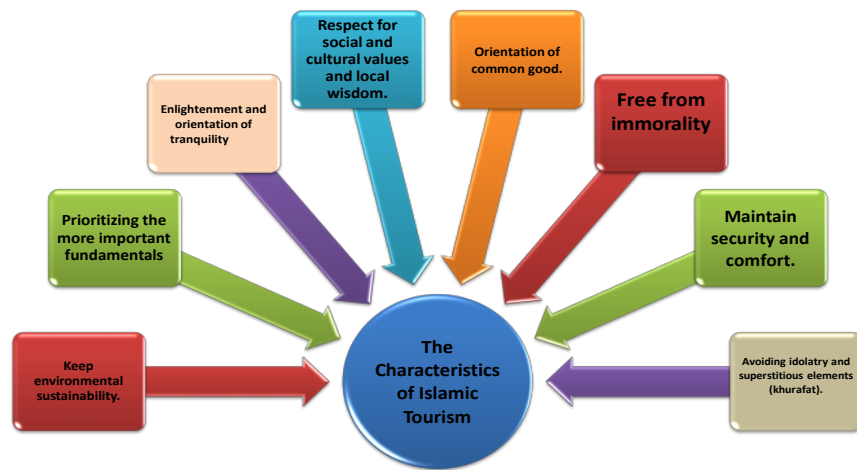 Keep
environmental
sustainability.
Prioritizing the
more important
fundamentals
Enlightenment and
orientation of
tranquility
Respect for
social and
cultural values
and local
wisdom.
Orientation of
common good.
Free from
immorality
Maintain
security and
comfort.
Avoiding idolatry and
superstitious elements
(khurafat).
The
Characteristics
of Islamic
Tourism